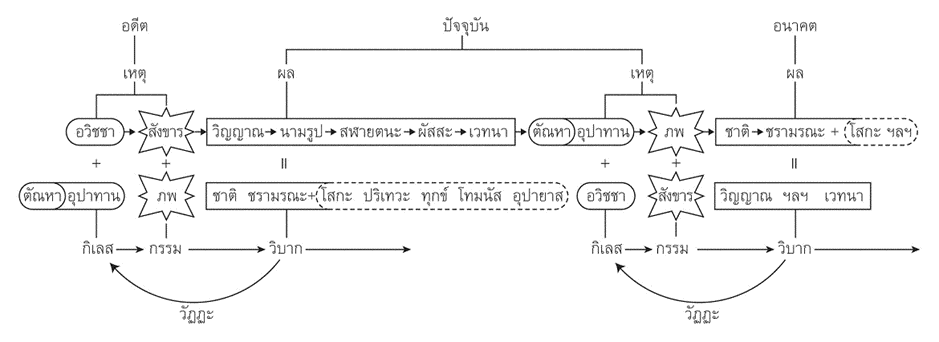 อดีต ปัจจุบัน อนาคต
เหตุ ผล เหตุ ผล
อวิชชา สังขาร วิญญาณ นามรูป สฬายตนะ ผัสสะ เวทนา ตัณหา อุปาทาน ภพ ชาติ ชรามรณะ + โสกะ ฯลฯ
+ + = + + =
ตัณหา อุปาทาน ภพ ชาติ ชรามรณะ+โสกะ ปริเทวะ ทุกข์ โทมนัส อุปายาส อวิชชา สังขาร วิญญาณ ฯลฯ เวทนา
กิเลส กรรม วิบาก กิเลส กรรม วิบาก
วัฏฏะ วัฏฏะ